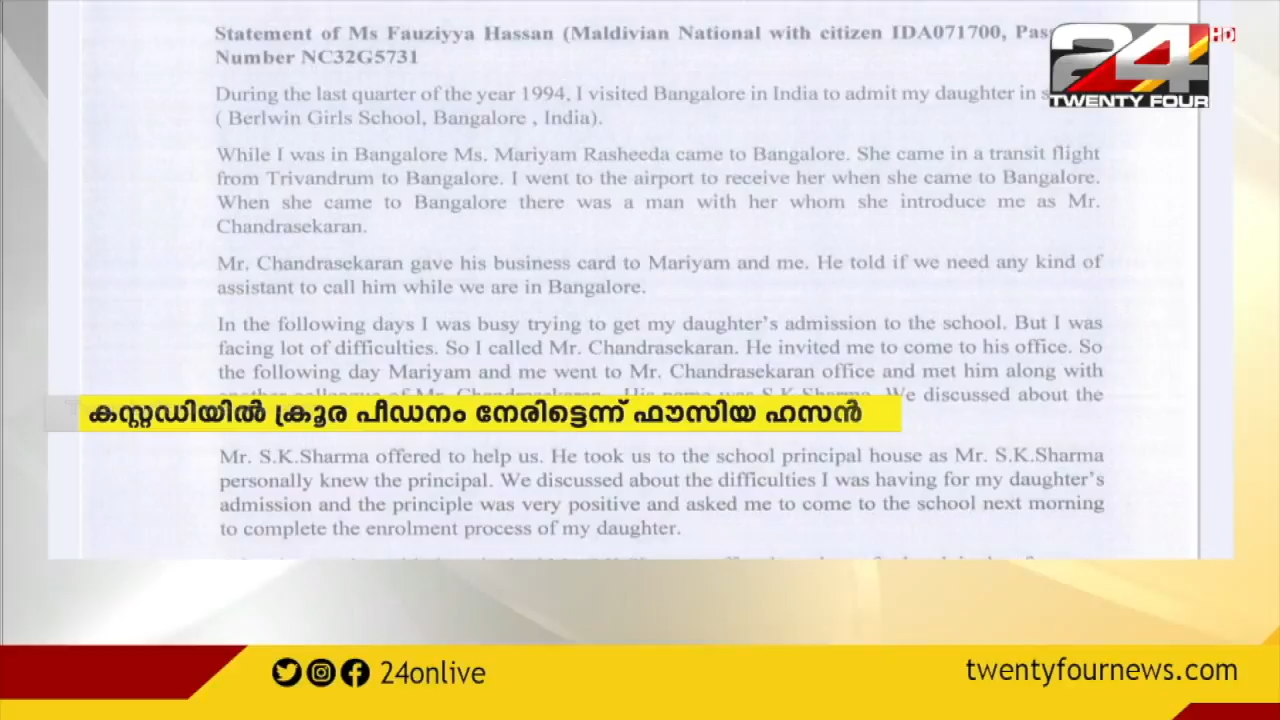 Statement of Ms Fauziyya Hassan (Maldivian National with citizen IDA071700,
Number NC32G5731
24 HD
TWENTY FOUR
During the last quarter of the year 1994, I visited Bangalore in India to admit my daughter in
( Berlwin Girls School, Bangalore , India).
While I was in Bangalore Ms. Mariyam Rasheeda came to Bangalore. She came in a transit flight
from Trivandrum to Bangalore. I went to the airport to receive her when she came to Bangalore.
When she came to Bangalore there was a man with her whom she introduce me as Mr.
Chandrasekaran.
Mr. Chandrasekaran gave his business card to Mariyam and me. He told if we need any kind of
assistant to call him while we are in Bangalore.
In the following days I was busy trying to get my daughter's admission to the school. But I was
facing lot of difficulties. So I called Mr. Chandrasekaran. He invited me to come to his office. So
the following day Mariyam and me went to Mr. Chandrasekaran office and met him along with
We discussed about the
കസ്റ്റഡിയിൽ ക്രൂര പീഡനം നേരിട്ടെന്ന് ഫൗസിയ ഹസൻ
Mr. S.K.Sharma offered to help us. He took us to the school principal house as Mr. S.K.Sharma
personally knew the principal. We discussed about the difficulties I was having for my daughter's
admission and the principle was very positive and asked me to come to the school next morning
to complete the enrolment process of my daughter.
24onlive
twentyfournews.com